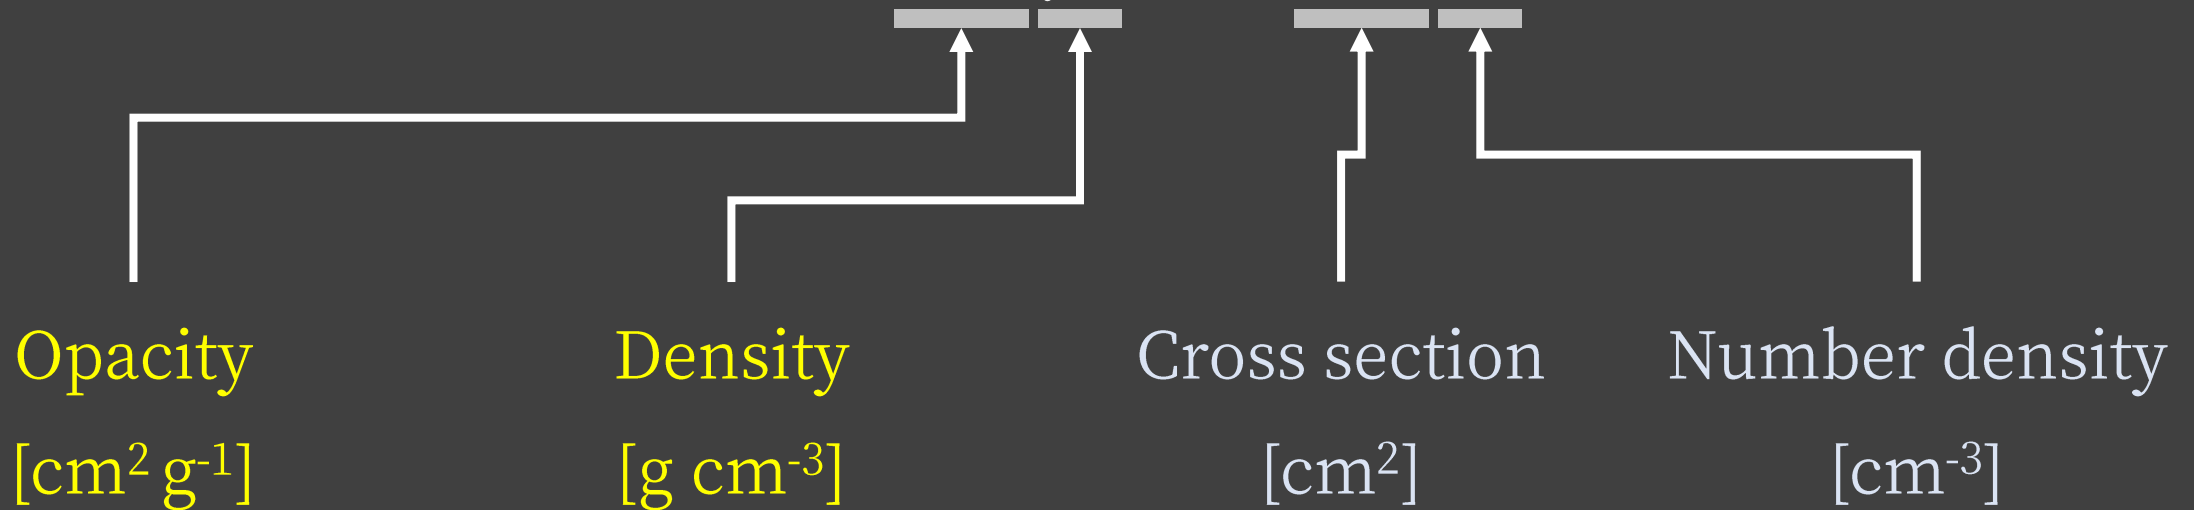 Opacity Density Cross section Number density
[cm² g⁻¹] [g cm⁻³] [cm²] [cm⁻³]